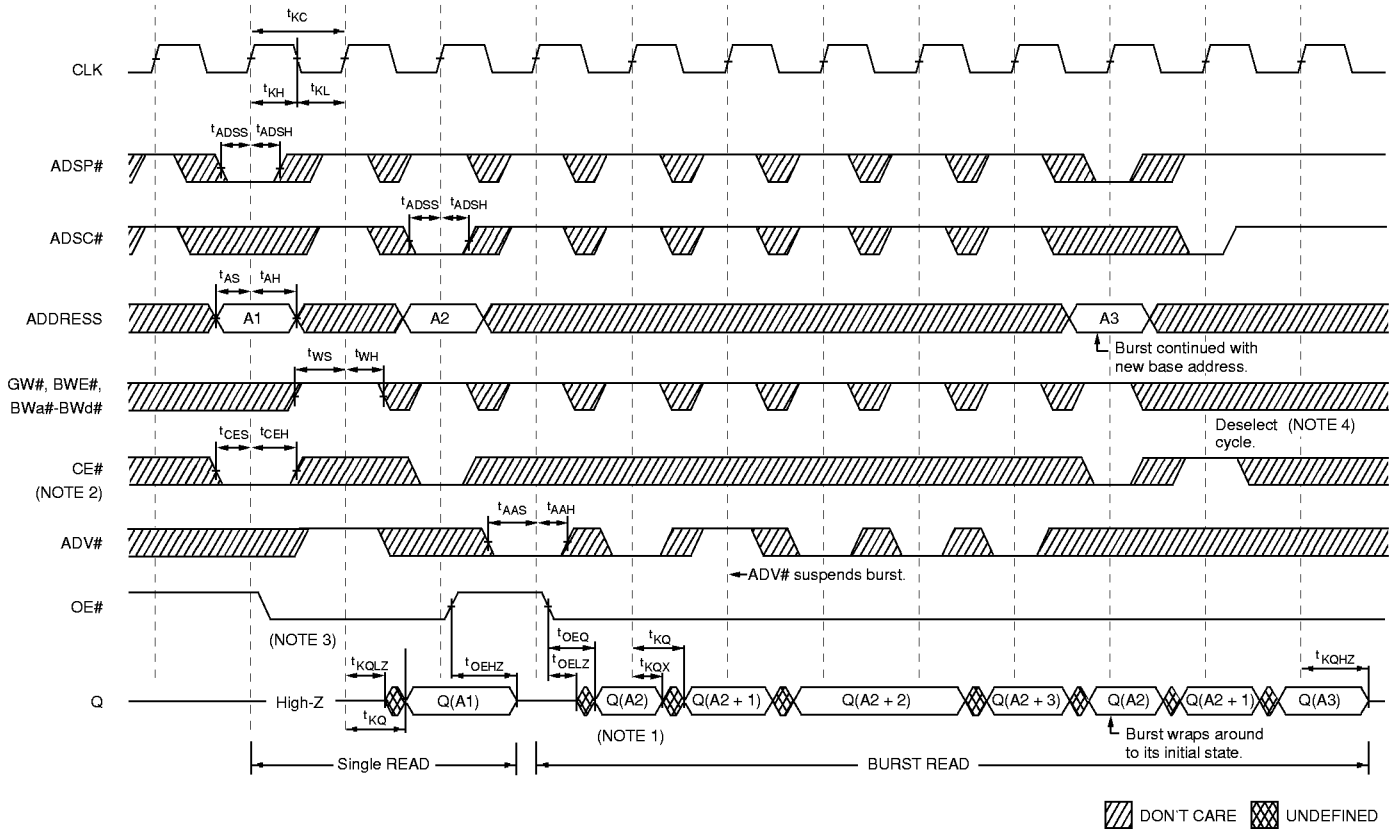 tKC
CLK
tKH
tKL
tADSS
tADSH
ADSP#
tADSS
tADSH
ADSC#
tAS
tAH
ADDRESS
A1
A2
A3
Burst continued with
new base address.
tWS
tWH
GW#, BWE#,
BWa#-BWd#
Deselect (NOTE 4)
cycle.
tCES
tCEH
CE#
(NOTE 2)
tAAS
tAAH
ADV#
ADV# suspends burst.
OE#
(NOTE 3)
tKQLZ
tOEHZ
tOEQ
tOELZ
tKQ
tKQX
tKQHZ
Q
High-Z
Q(A1)
Q(A2)
Q(A2 + 1)
Q(A2 + 2)
Q(A2 + 3)
Q(A2)
Q(A2 + 1)
Q(A3)
tKQ
(NOTE 1)
Burst wraps around
to its initial state.
Single READ
BURST READ
DON'T CARE
UNDEFINED